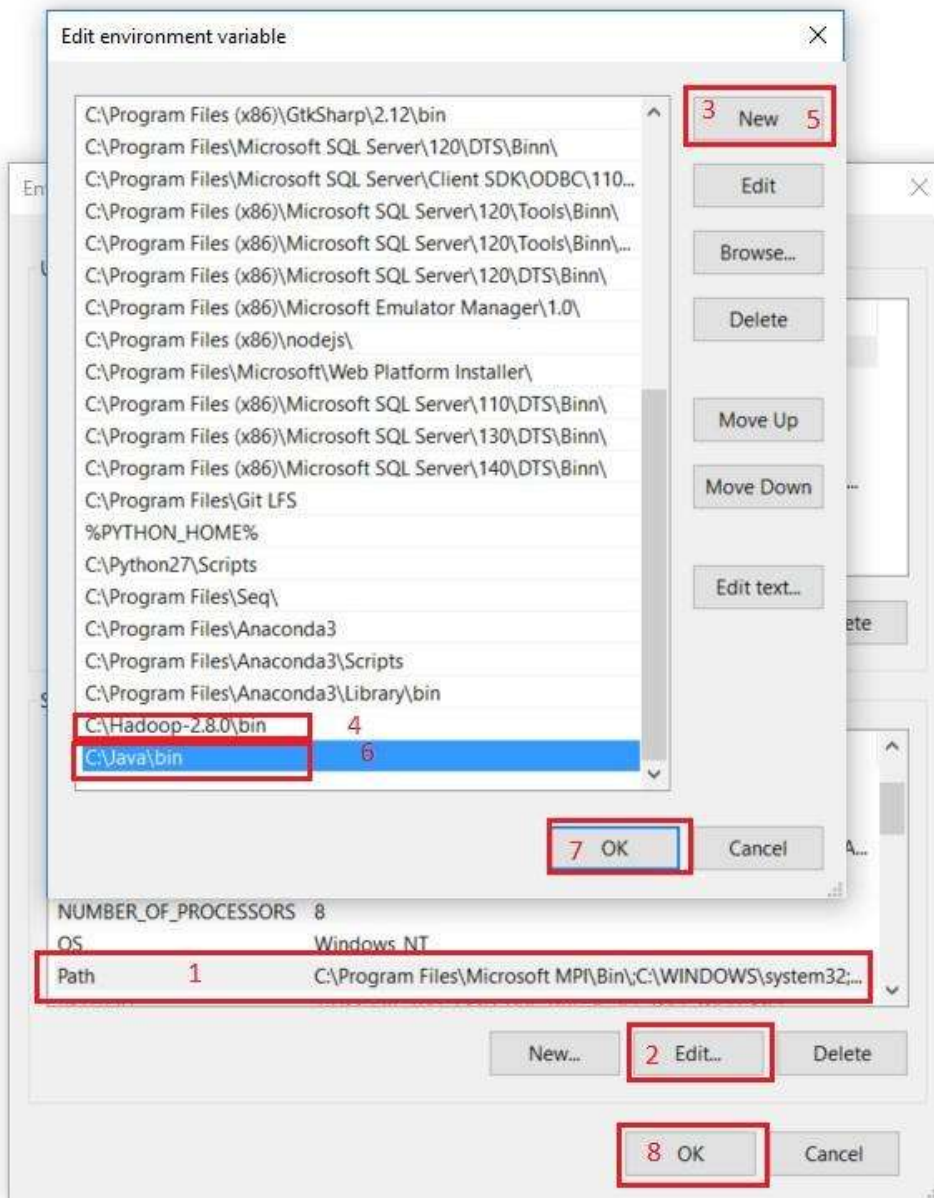 Edit environment variable
C:\Program Files (x86)\GtkSharp\2.12\bin
C:\Program Files\Microsoft SQL Server\120\DTS\Binn\
C:\Program Files\Microsoft SQL Server\Client SDK\ODBC\110...
C:\Program Files (x86)\Microsoft SQL Server\120\Tools\Binn\
C:\Program Files (x86)\Microsoft SQL Server\120\Tools\Binn\...
C:\Program Files (x86)\Microsoft SQL Server\120\DTS\Binn\
C:\Program Files (x86)\Microsoft Emulator Manager\1.0\
C:\Program Files (x86)\nodejs\
C:\Program Files\Microsoft\Web Platform Installer\
C:\Program Files (x86)\Microsoft SQL Server\110\DTS\Binn\
C:\Program Files (x86)\Microsoft SQL Server\130\DTS\Binn\
C:\Program Files (x86)\Microsoft SQL Server\140\DTS\Binn\
C:\Program Files\Git LFS
%PYTHON_HOME%
C:\Python27\Scripts
C:\Program Files\Seq\
C:\Program Files\Anaconda3
C:\Program Files\Anaconda3\Scripts
C:\Program Files\Anaconda3\Library\bin
C:\Hadoop-2.8.0\bin 4
C:\Java\bin 6
3 New 5
Edit
Browse...
Delete
Move Up
Move Down
Edit text...
7 OK
Cancel
En
ete
A...
NUMBER_OF_PROCESSORS 8
OS Windows_NT
Path 1 C:\Program Files\Microsoft MPI\Bin\;C:\WINDOWS\system32;...
New...
2 Edit...
Delete
8 OK
Cancel